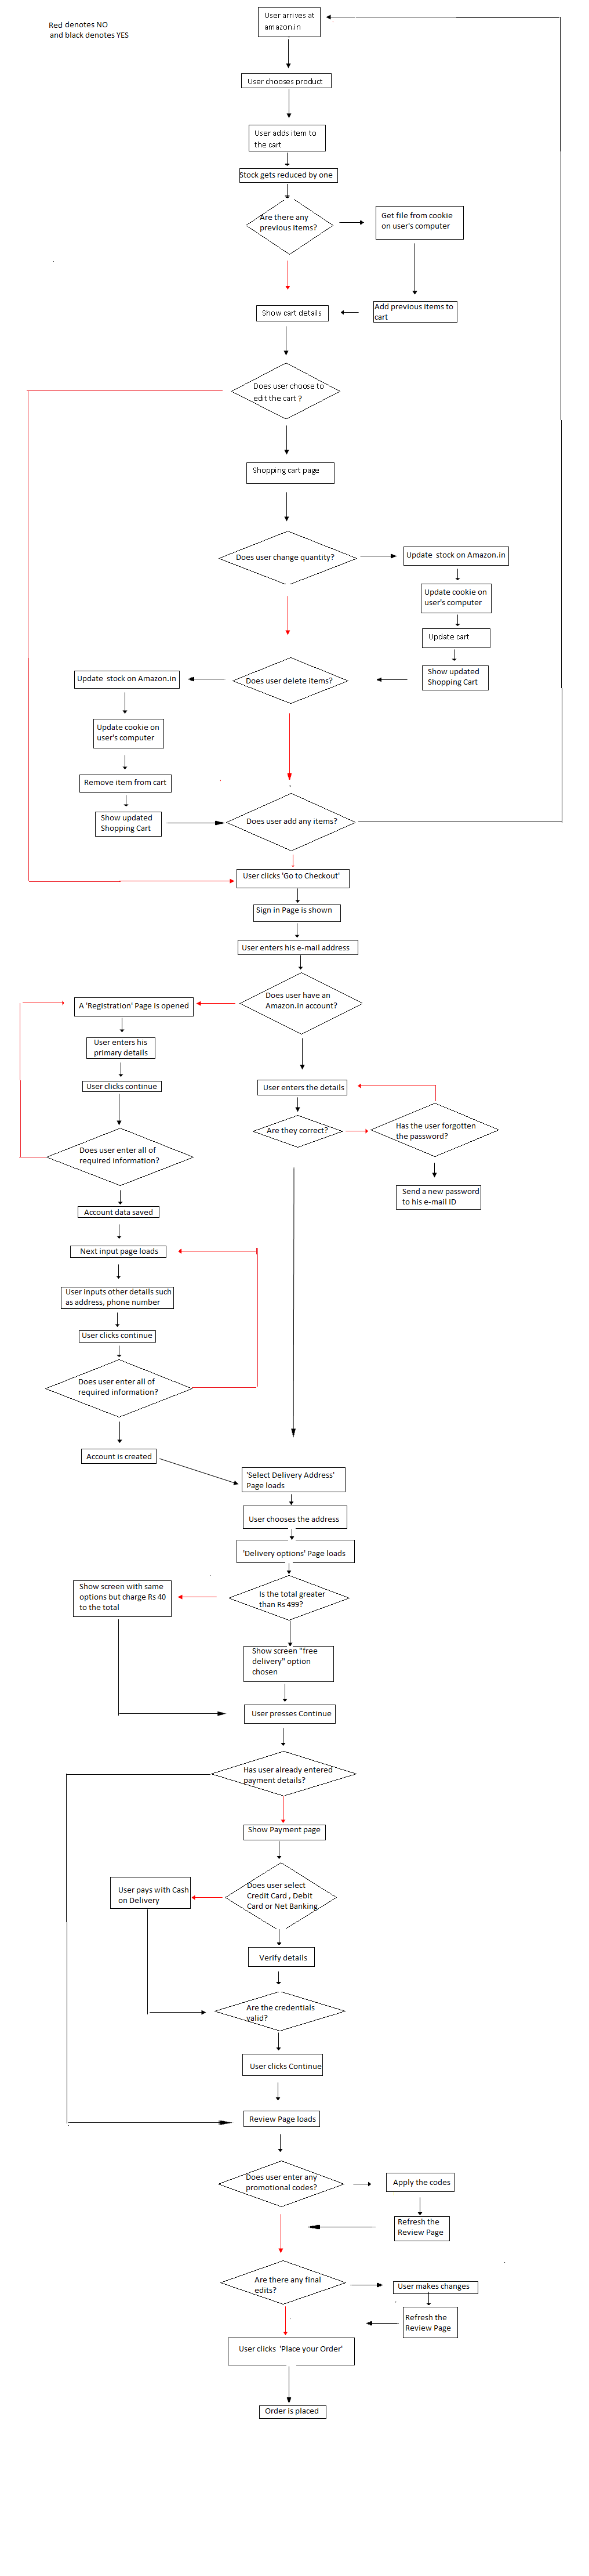 Red denotes NO
and black denotes YES
User arrives at
amazon.in
User chooses product
User adds item to
the cart
Stock gets reduced by one
Are there any
previous items?
Get file from cookie
on user's computer
Add previous items to
cart
Show cart details
Does user choose to
edit the cart ?
Shopping cart page
Does user change quantity?
Update stock on Amazon.in
Update cookie on
user's computer
Update cart
Show updated
Shopping Cart
Does user delete items?
Update stock on Amazon.in
Update cookie on
user's computer
Remove item from cart
Show updated
Shopping Cart
Does user add any items?
User clicks 'Go to Checkout'
Sign in Page is shown
User enters his e-mail address
Does user have an
Amazon.in account?
A 'Registration' Page is opened
User enters his
primary details
User clicks continue
Does user enter all of
required information?
Account data saved
Next input page loads
User inputs other details such
as address, phone number
User clicks continue
Does user enter all of
required information?
Account is created
User enters the details
Are they correct?
Has the user forgotten
the password?
Send a new password
to his e-mail ID
'Select Delivery Address'
Page loads
User chooses the address
'Delivery options' Page loads
Is the total greater
than Rs 499?
Show screen with same
options but charge Rs 40
to the total
Show screen "free
delivery" option
chosen
User presses Continue
Has user already entered
payment details?
Show Payment page
Does user select
Credit Card , Debit
Card or Net Banking
User pays with Cash
on Delivery
Verify details
Are the credentials
valid?
User clicks Continue
Review Page loads
Does user enter any
promotional codes?
Apply the codes
Refresh the
Review Page
Are there any final
edits?
User makes changes
Refresh the
Review Page
User clicks 'Place your Order'
Order is placed